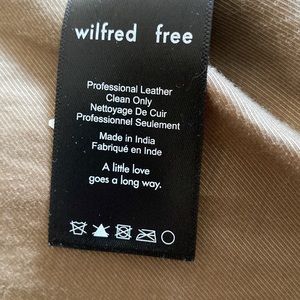 wilfred free
Professional Leather
Clean Only
Nettoyage De Cuir
Professionnel Seulement
Made in India
Fabriqué en Inde
A little love
goes a long way.